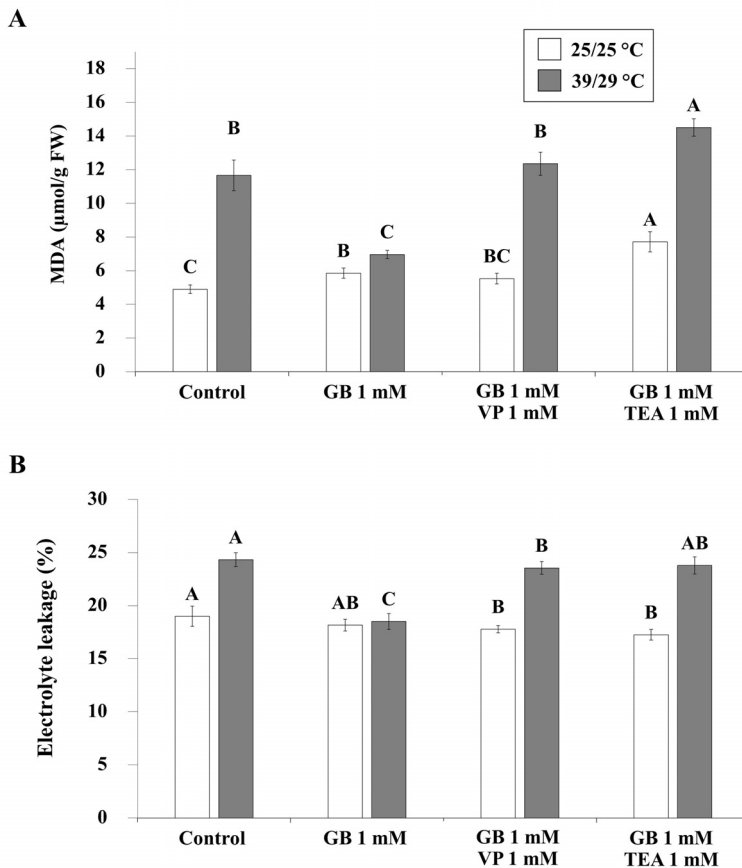 A
25/25 °C
39/29 °C
MDA (µmol/g FW)
18
16
14
12
10
8
6
4
2
0
C
B
B
C
BC
B
A
A
Control
GB 1 mM
GB 1 mM
VP 1 mM
GB 1 mM
TEA 1 mM
B
Electrolyte leakage (%)
30
25
20
15
10
5
0
A
A
AB
C
B
B
B
AB
Control
GB 1 mM
GB 1 mM
VP 1 mM
GB 1 mM
TEA 1 mM